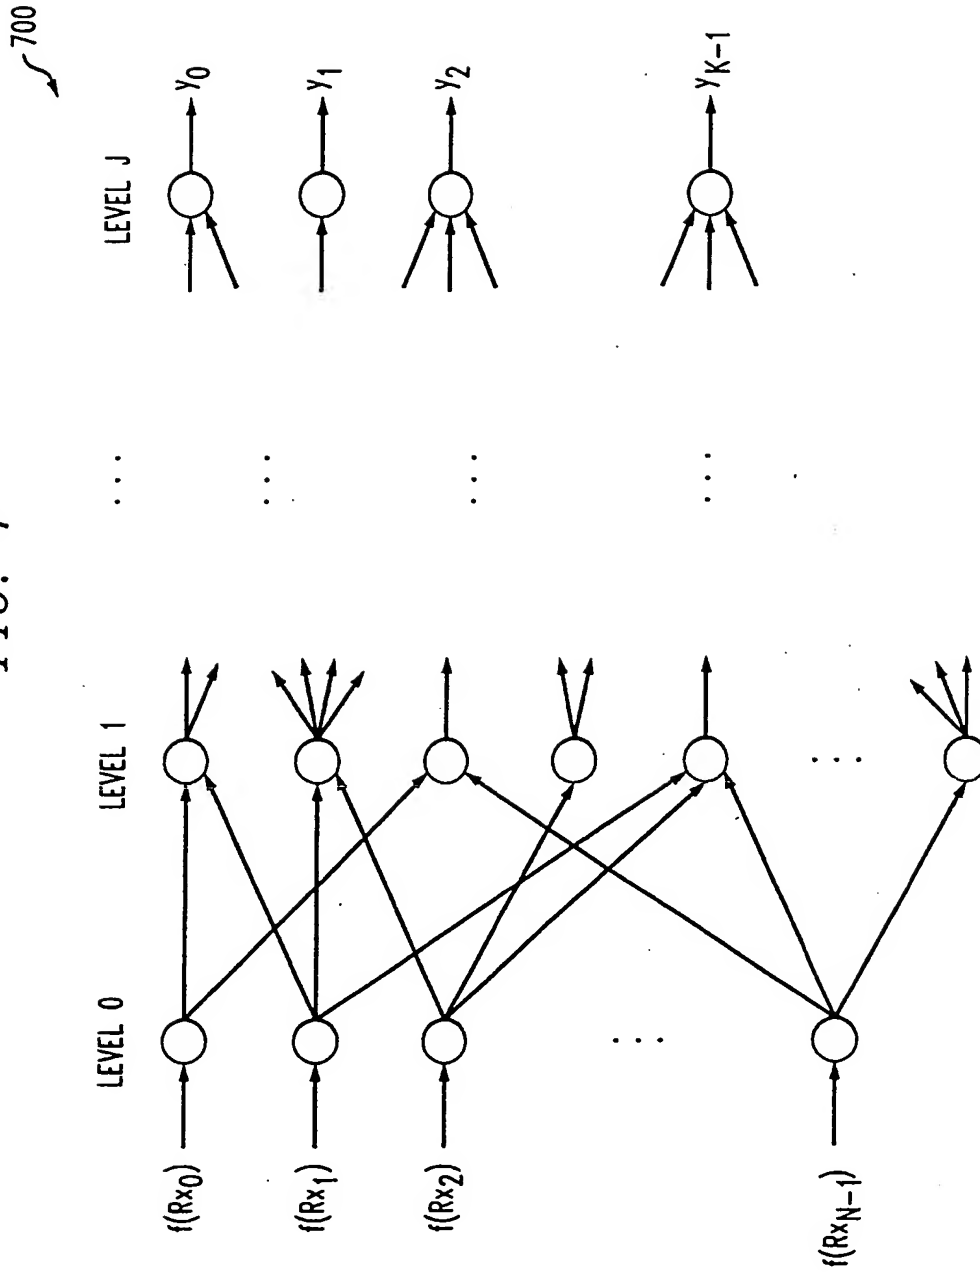 FIG. 7
700
LEVEL 0
LEVEL 1
LEVEL J
f(Rx0)
f(Rx1)
f(Rx2)
f(RxN-1)
y0
y1
y2
yK-1